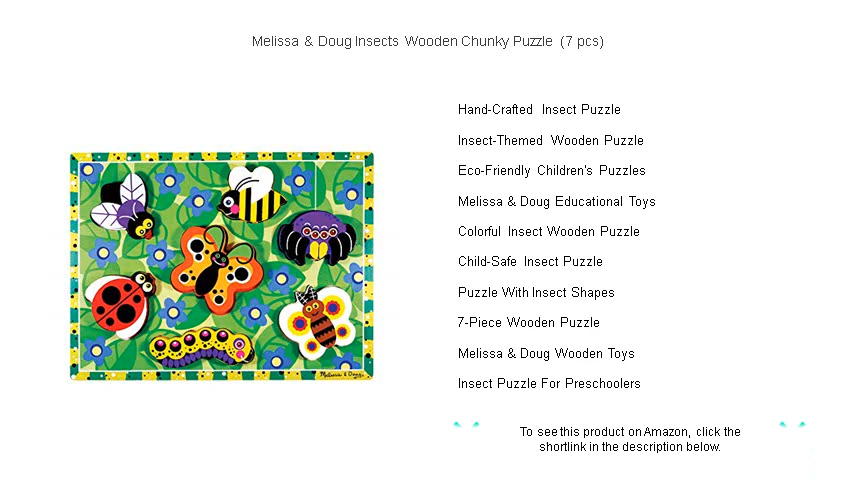 Melissa & Doug Insects Wooden Chunky Puzzle (7 pcs)
Hand-Crafted Insect Puzzle
Insect-Themed Wooden Puzzle
Eco-Friendly Children's Puzzles
Melissa & Doug Educational Toys
Colorful Insect Wooden Puzzle
Child-Safe Insect Puzzle
Puzzle With Insect Shapes
7-Piece Wooden Puzzle
Melissa & Doug Wooden Toys
Insect Puzzle For Preschoolers
Melissa & Doug
To see this product on Amazon, click the
shortlink in the description below.